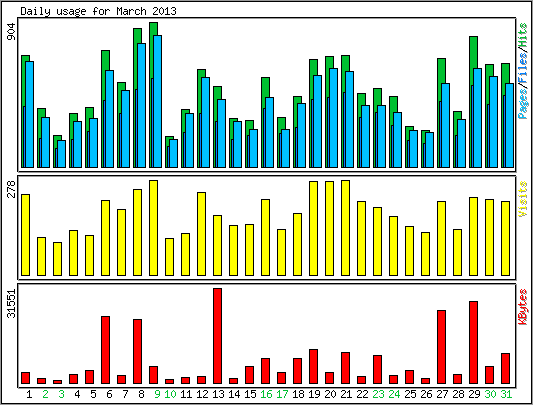 Daily usage for March 2013
904
Pages/Files/Hits
278
Visits
31551
KBytes
1 2 3 4 5 6 7 8 9 10 11 12 13 14 15 16 17 18 19 20 21 22 23 24 25 26 27 28 29 30 31